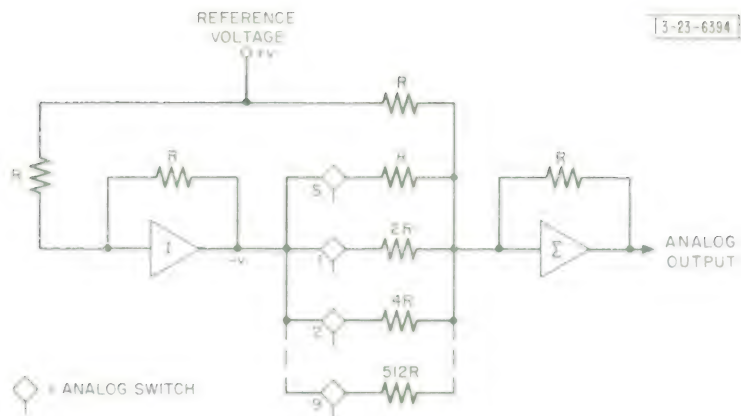 REFERENCE
VOLTAGE
+V
3-23-6394
R
R
R
R
R
I
-V
S
1
2R
Σ
ANALOG
OUTPUT
2
4R
9
512R
= ANALOG SWITCH